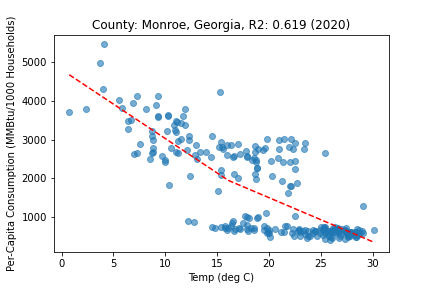 County: Monroe, Georgia, R2: 0.619 (2020)
Per-Capita Consumption (MMBtu/1000 Households)
5000
4000
3000
2000
1000
0 5 10 15 20 25 30
Temp (deg C)